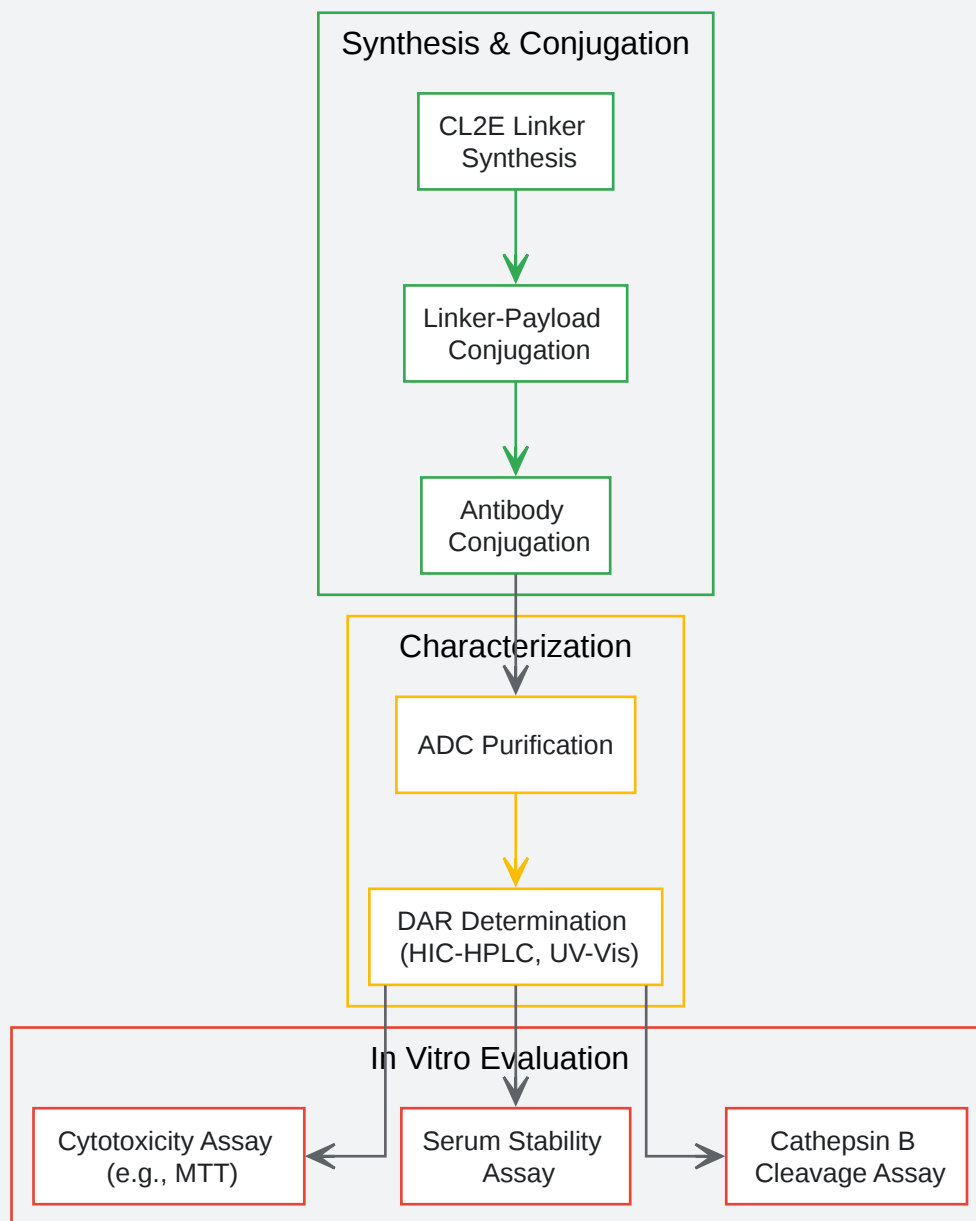 Synthesis & Conjugation
CL2E Linker
Synthesis
Linker-Payload
Conjugation
Antibody
Conjugation
Characterization
ADC Purification
DAR Determination
(HIC-HPLC, UV-Vis)
In Vitro Evaluation
Cytotoxicity Assay
(e.g., MTT)
Serum Stability
Assay
Cathepsin B
Cleavage Assay